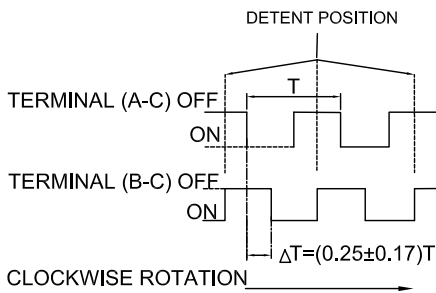 DETENT POSITION
T
TERMINAL (A-C) OFF
ON
TERMINAL (B-C) OFF
ON
ΔT=(0.25±0.17)T
CLOCKWISE ROTATION